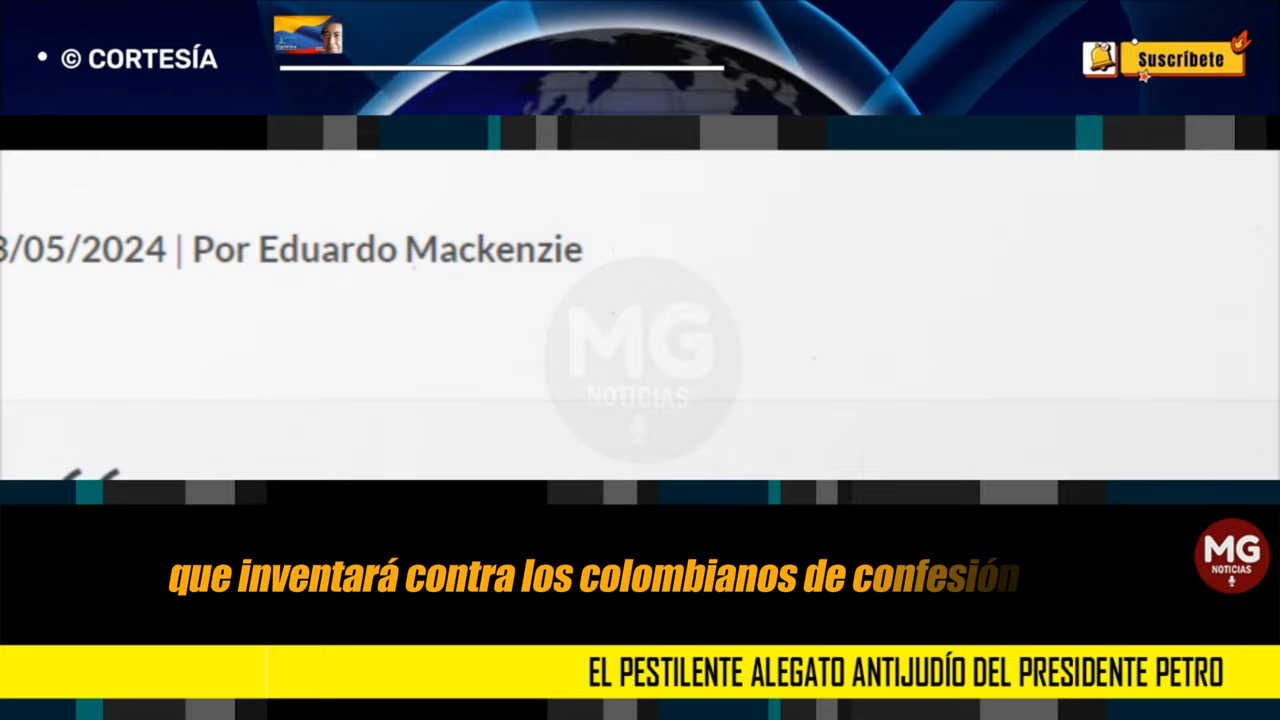 • © CORTESÍA
Opinión
Suscríbete
3/05/2024 | Por Eduardo Mackenzie
MG
NOTICIAS
“
que inventará contra los colombianos de confesión
MG
NOTICIAS
EL PESTILENTE ALEGATO ANTIJUDÍO DEL PRESIDENTE PETRO